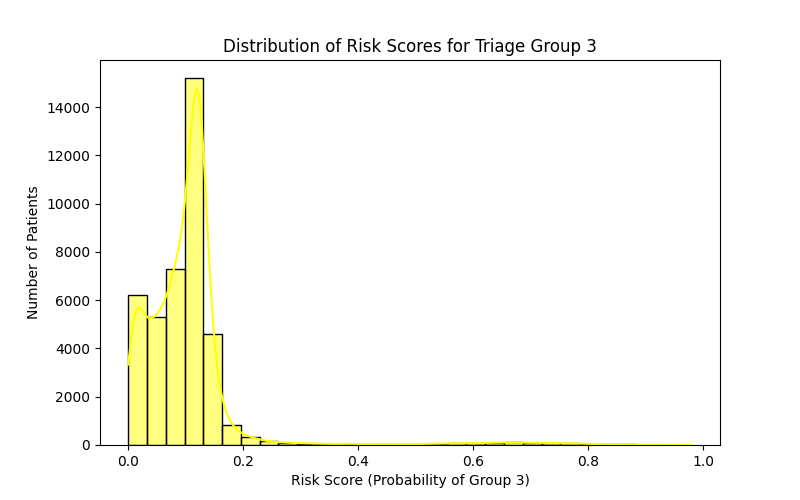 Distribution of Risk Scores for Triage Group 3
Number of Patients
14000
12000
10000
8000
6000
4000
2000
0
0.0 0.2 0.4 0.6 0.8 1.0
Risk Score (Probability of Group 3)